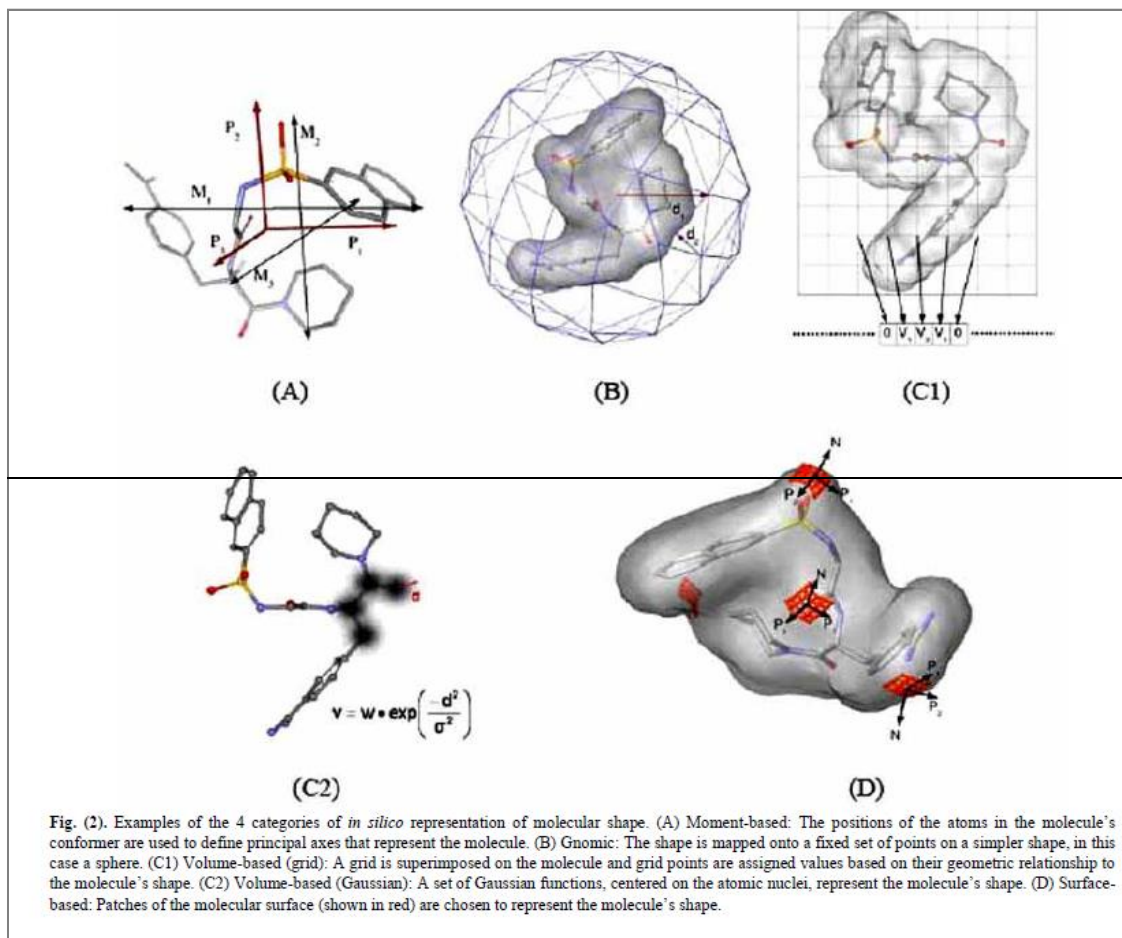 P₂
M₂
M₁
P₃
P₁
M₃
d₁
d₂
0 V₁ V₂ V₁ 0
(A)
(B)
(C1)
N
P
N
P₁
P
σ
v = w • exp(-d²/σ²)
P₁
P₂
N
(C2)
(D)
Fig. (2). Examples of the 4 categories of in silico representation of molecular shape. (A) Moment-based: The positions of the atoms in the molecule's
conformer are used to define principal axes that represent the molecule. (B) Gnomic: The shape is mapped onto a fixed set of points on a simpler shape, in this
case a sphere. (C1) Volume-based (grid): A grid is superimposed on the molecule and grid points are assigned values based on their geometric relationship to
the molecule's shape. (C2) Volume-based (Gaussian): A set of Gaussian functions, centered on the atomic nuclei, represent the molecule's shape. (D) Surface-
based: Patches of the molecular surface (shown in red) are chosen to represent the molecule's shape.